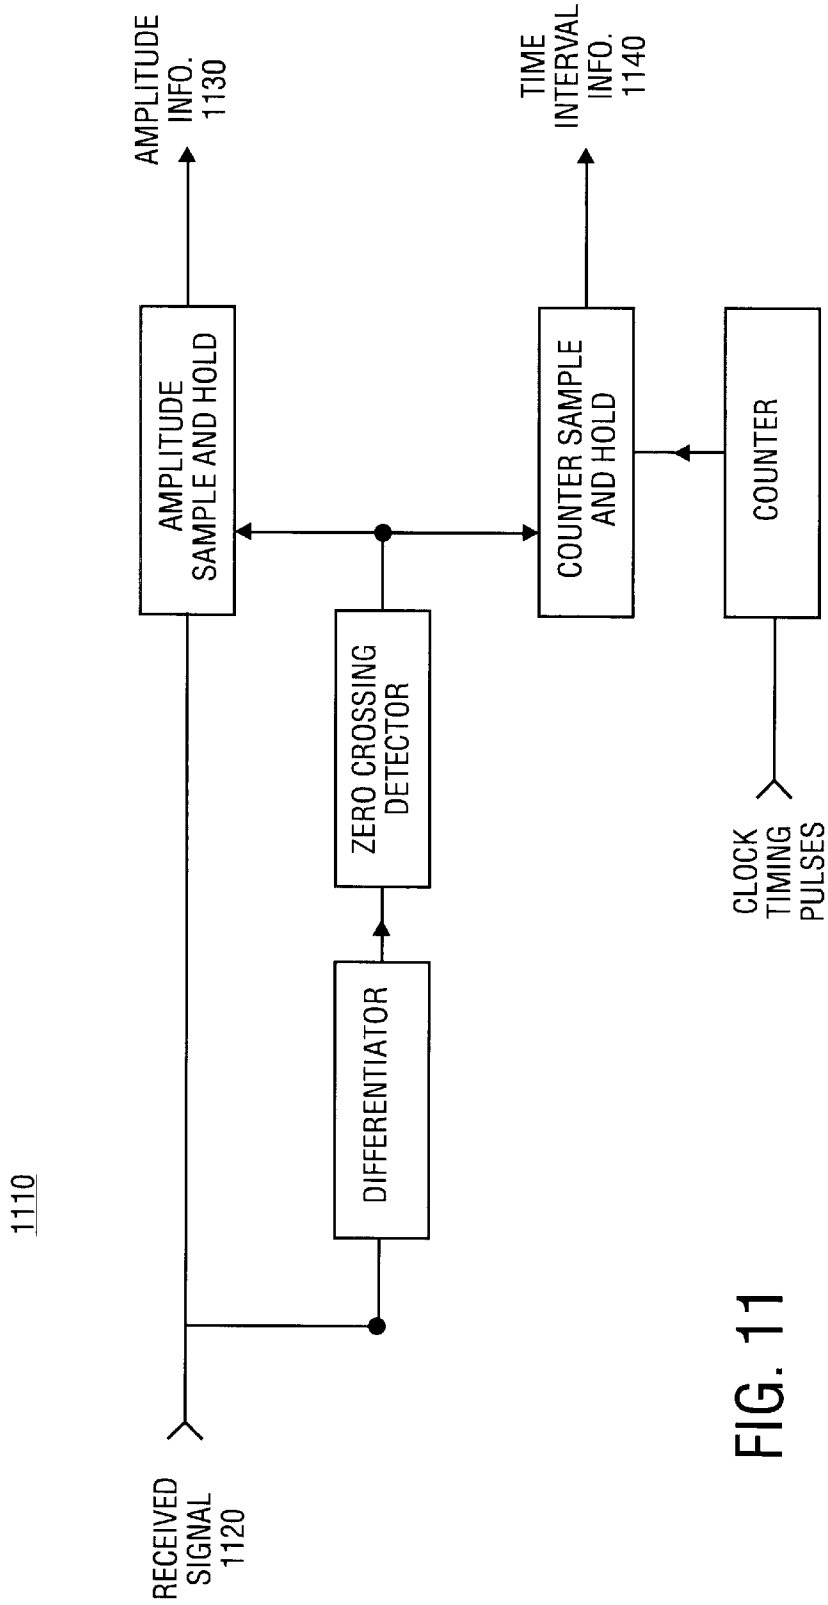 1110
RECEIVED
SIGNAL
1120
AMPLITUDE
SAMPLE AND HOLD
AMPLITUDE
INFO.
1130
DIFFERENTIATOR
ZERO CROSSING
DETECTOR
COUNTER SAMPLE
AND HOLD
TIME
INTERVAL
INFO.
1140
CLOCK
TIMING
PULSES
COUNTER
FIG. 11